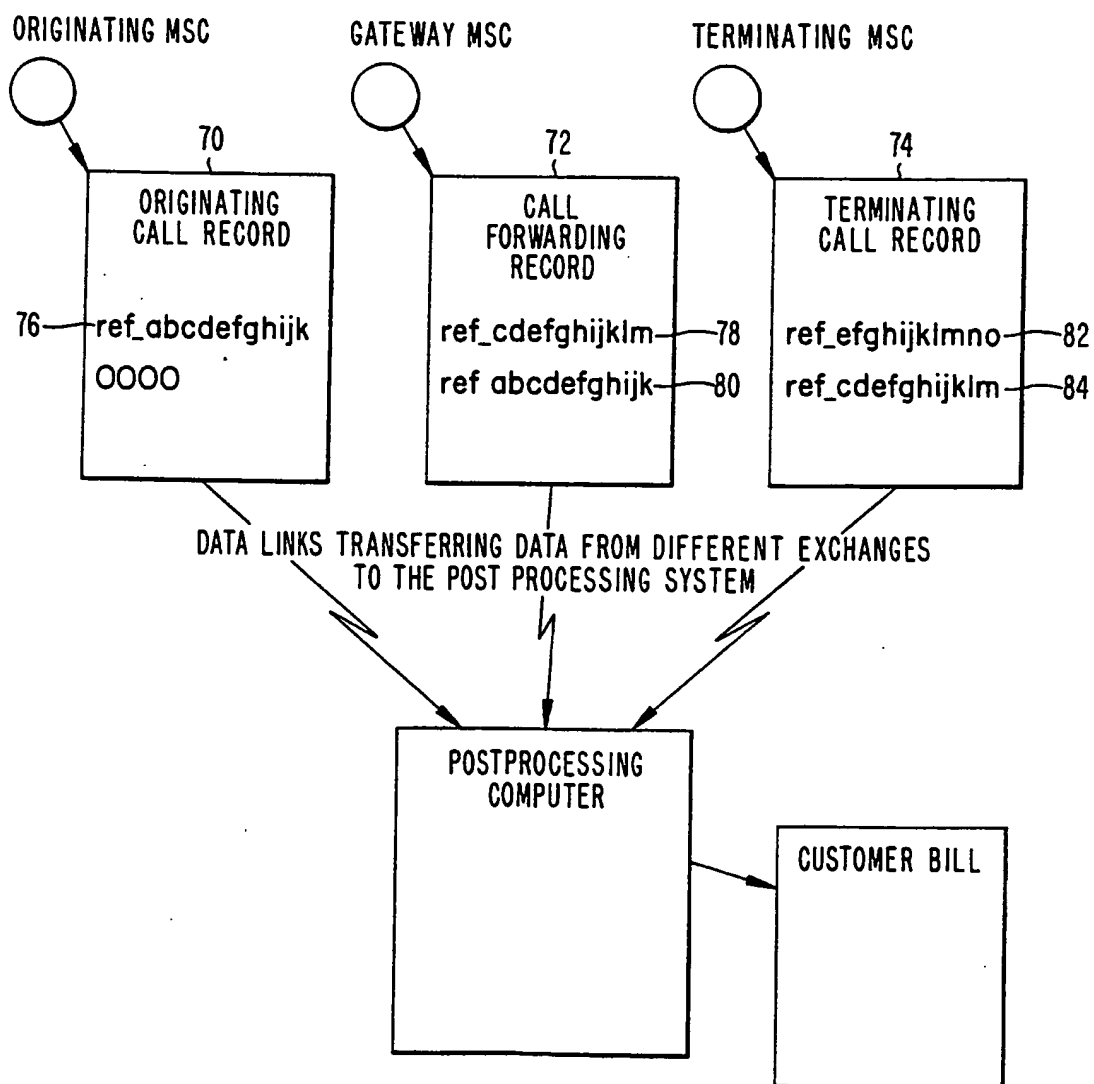 ORIGINATING MSC
GATEWAY MSC
TERMINATING MSC
70
72
74
ORIGINATING
CALL RECORD
CALL
FORWARDING
RECORD
TERMINATING
CALL RECORD
76
ref_abcdefghijk
0000
ref_cdefghijklm
78
ref abcdefghijk
80
ref_efghijklmno
82
ref_cdefghijklm
84
DATA LINKS TRANSFERRING DATA FROM DIFFERENT EXCHANGES
TO THE POST PROCESSING SYSTEM
POSTPROCESSING
COMPUTER
CUSTOMER BILL